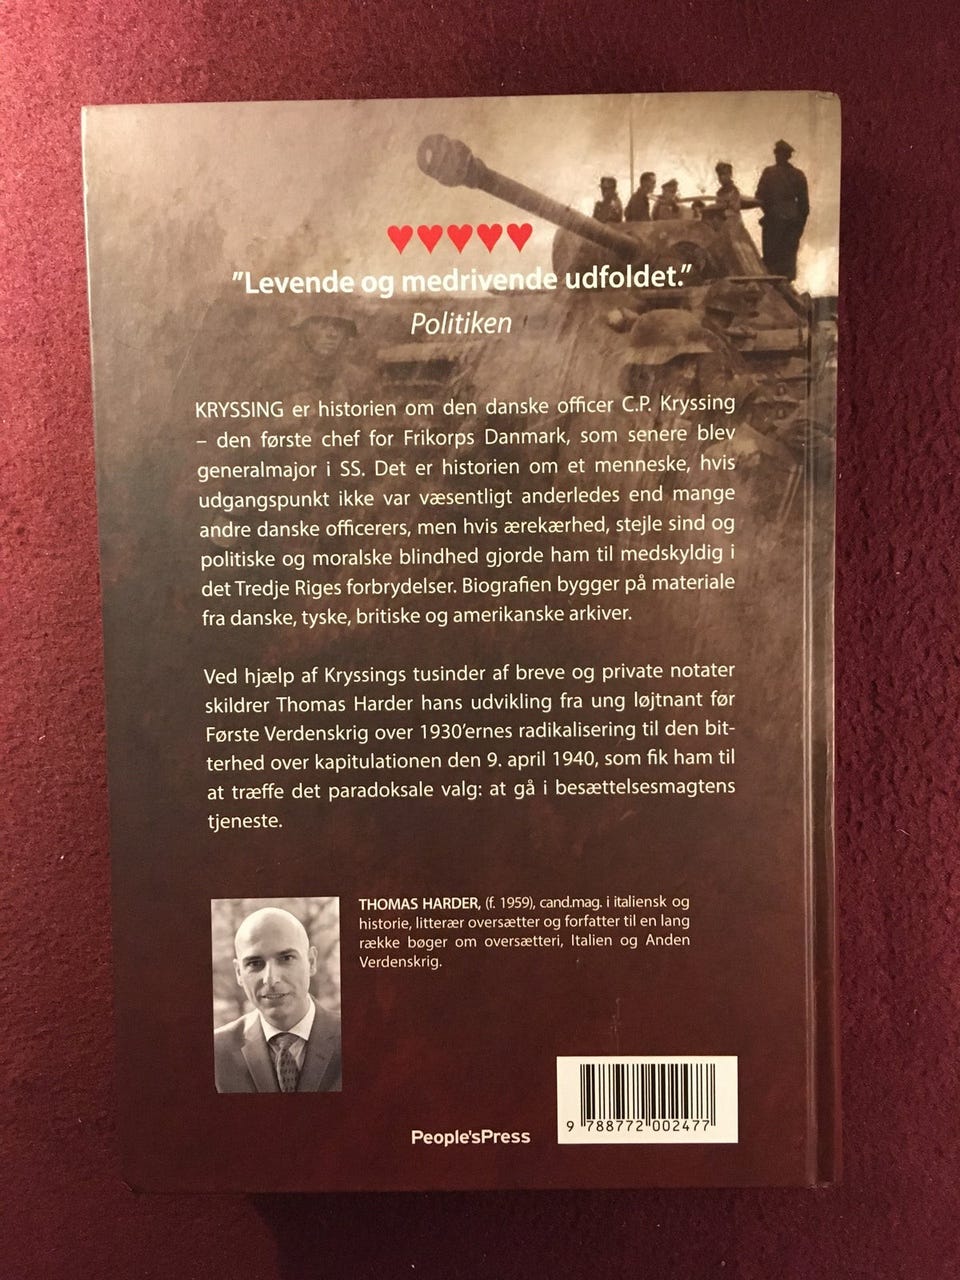 ♥♥♥♥♥
”Levende og medrivende udfoldet.”
Politiken
KRYSSING er historien om den danske officer C.P. Kryssing
– den første chef for Frikorps Danmark, som senere blev
generalmajor i SS. Det er historien om et menneske, hvis
udgangspunkt ikke var væsentligt anderledes end mange
andre danske officerers, men hvis ærekærhed, stejle sind og
politiske og moralske blindhed gjorde ham til medskyldig i
det Tredje Riges forbrydelser. Biografien bygger på materiale
fra danske, tyske, britiske og amerikanske arkiver.
Ved hjælp af Kryssings tusinder af breve og private notater
skildrer Thomas Harder hans udvikling fra ung løjtnant før
Første Verdenskrig over 1930’ernes radikalisering til den bit-
terhed over kapitulationen den 9. april 1940, som fik ham til
at træffe det paradoksale valg: at gå i besættelsesmagtens
tjeneste.
THOMAS HARDER, (f. 1959), cand.mag. i italiensk og
historie, litterær oversætter og forfatter til en lang
række bøger om oversætteri, Italien og Anden
Verdenskrig.
People'sPress
9 788772 002477